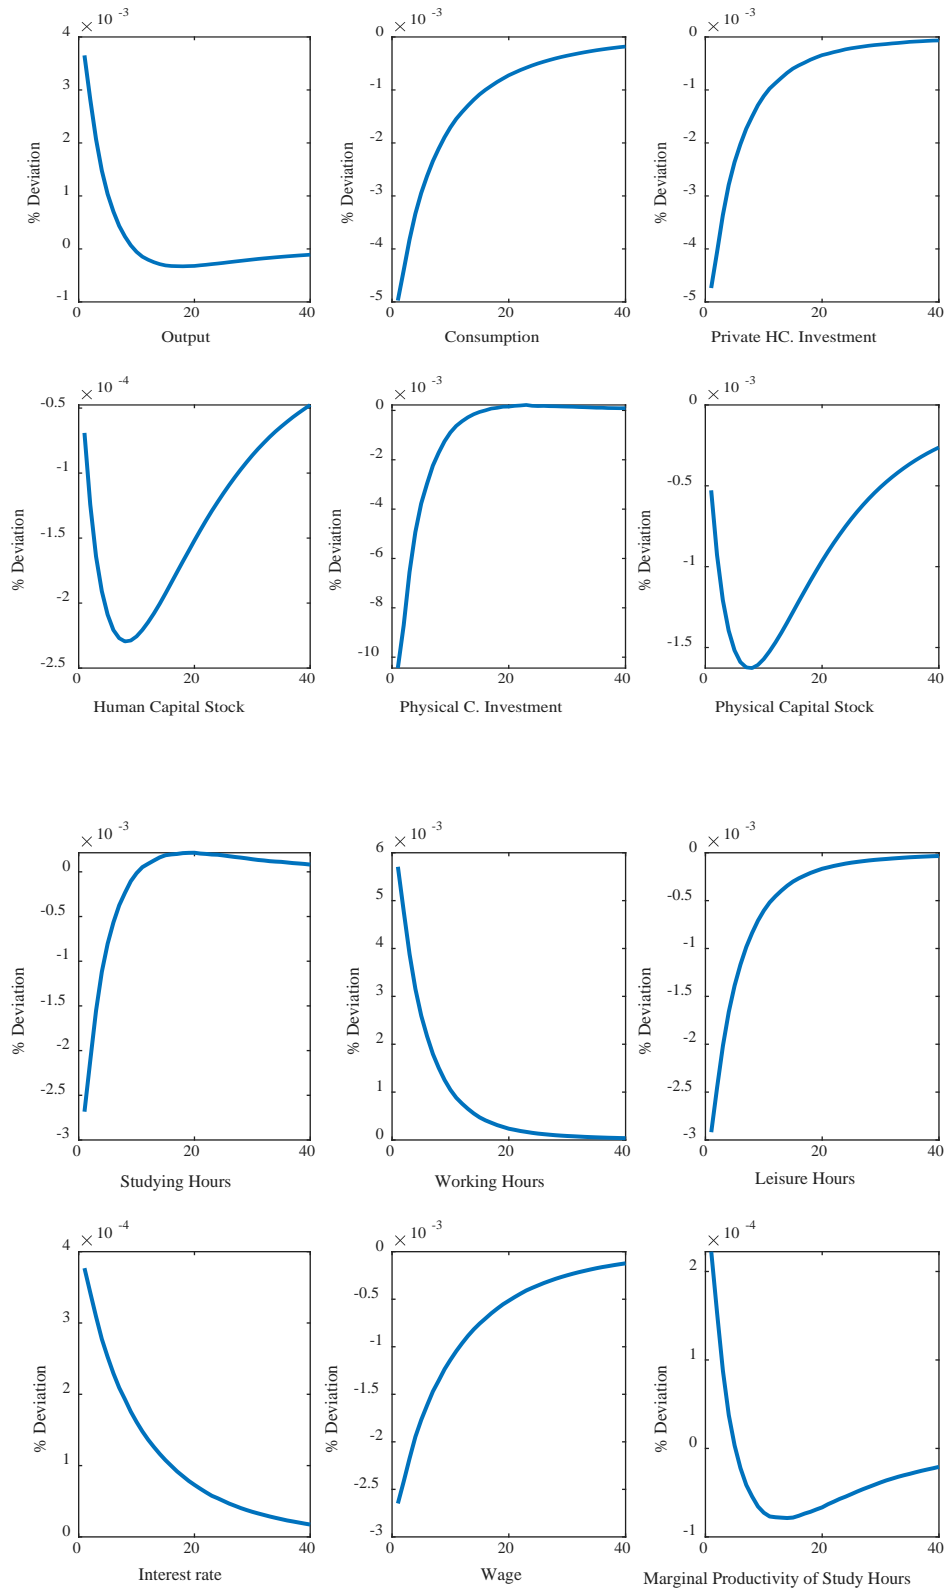 × 10 -3
4
3
2
1
0
-1
% Deviation
0 20 40
Output
× 10 -3
0
-1
-2
-3
-4
-5
% Deviation
0 20 40
Consumption
× 10 -3
0
-1
-2
-3
-4
-5
% Deviation
0 20 40
Private HC. Investment
× 10 -4
-0.5
-1
-1.5
-2
-2.5
% Deviation
0 20 40
Human Capital Stock
× 10 -3
0
-2
-4
-6
-8
-10
% Deviation
0 20 40
Physical C. Investment
× 10 -3
0
-0.5
-1
-1.5
% Deviation
0 20 40
Physical Capital Stock
× 10 -3
0
-0.5
-1
-1.5
-2
-2.5
-3
% Deviation
0 20 40
Studying Hours
× 10 -3
6
5
4
3
2
1
0
% Deviation
0 20 40
Working Hours
× 10 -3
0
-0.5
-1
-1.5
-2
-2.5
-3
% Deviation
0 20 40
Leisure Hours
× 10 -4
4
3
2
1
0
% Deviation
0 20 40
Interest rate
× 10 -3
0
-0.5
-1
-1.5
-2
-2.5
-3
% Deviation
0 20 40
Wage
× 10 -4
2
1
0
-1
% Deviation
0 20 40
Marginal Productivity of Study Hours